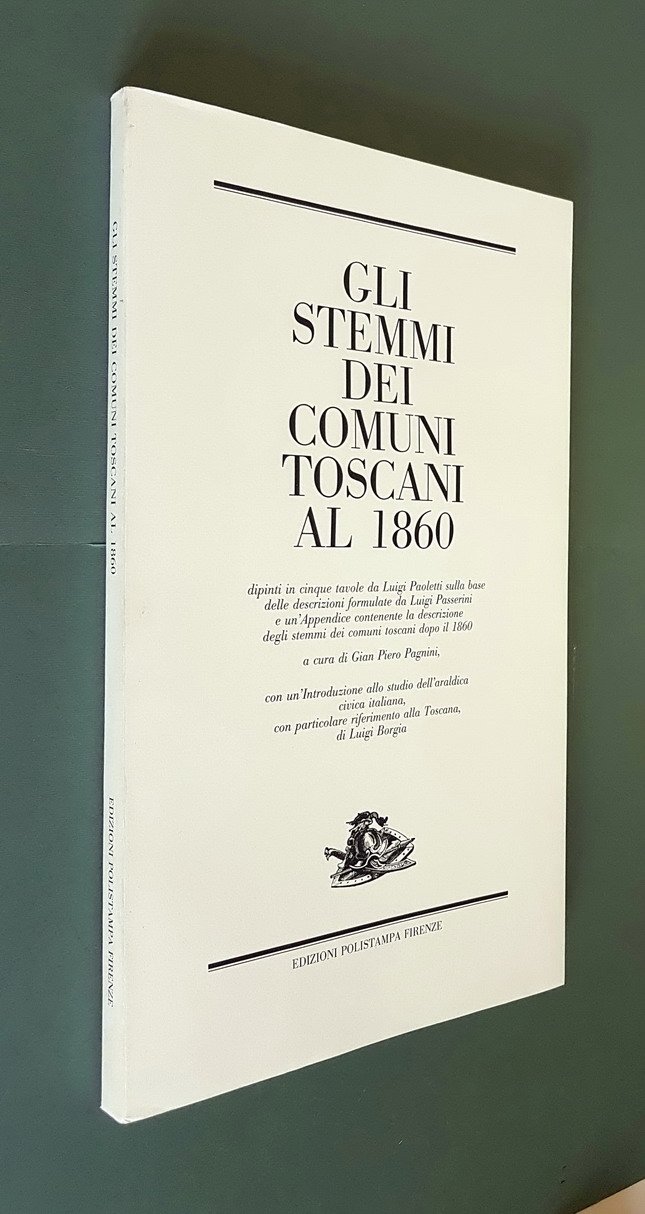 GLI
STEMMI
DEI
COMUNI
TOSCANI
AL 1860
dipinti in cinque tavole da Luigi Paoletti sulla base
delle descrizioni formulate da Luigi Passerini
e un'Appendice contenente la descrizione
degli stemmi dei comuni toscani dopo il 1860
a cura di Gian Piero Pagnini,
con un'Introduzione allo studio dell'araldica
civica italiana,
con particolare riferimento alla Toscana,
di Luigi Borgia
EDIZIONI POLISTAMPA FIRENZE
GLI STEMMI DEI COMUNI TOSCANI AL 1860
EDIZIONI POLISTAMPA FIRENZE